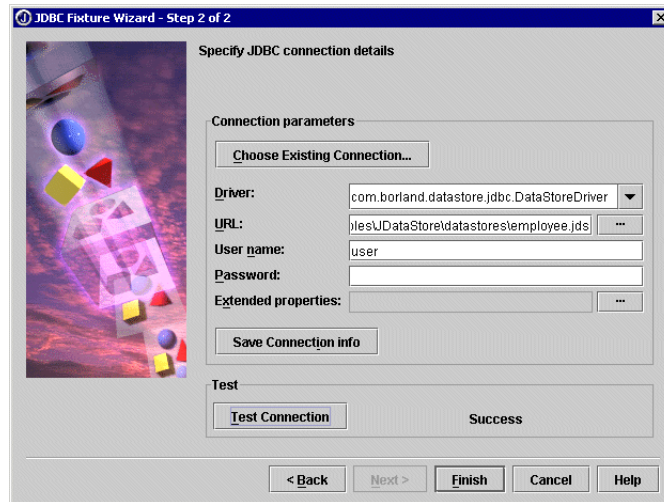 JDBC Fixture Wizard - Step 2 of 2
Specify JDBC connection details
Connection parameters
Choose Existing Connection...
Driver: com.borland.datastore.jdbc.DataStoreDriver
URL: ples\JDataStore\datastores\employee.jds ...
User name: user
Password:
Extended properties: ...
Save Connection info
Test
Test Connection Success
< Back Next > Finish Cancel Help